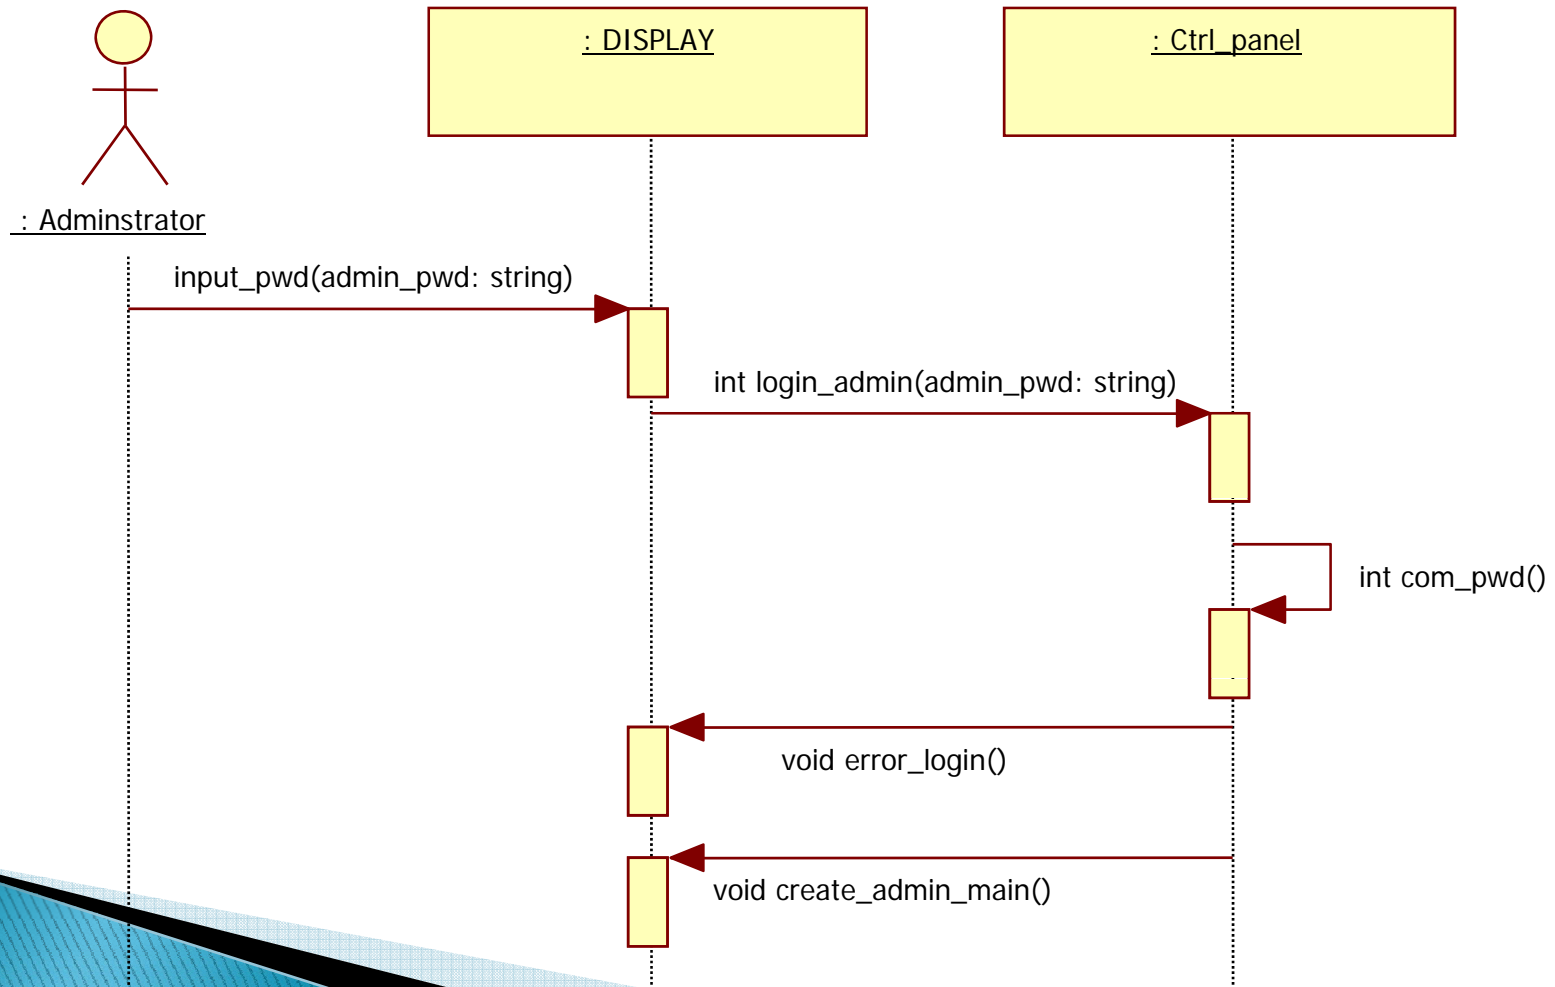 : DISPLAY
: Ctrl_panel
: Adminstrator
input_pwd(admin_pwd: string)
int login_admin(admin_pwd: string)
int com_pwd()
void error_login()
void create_admin_main()